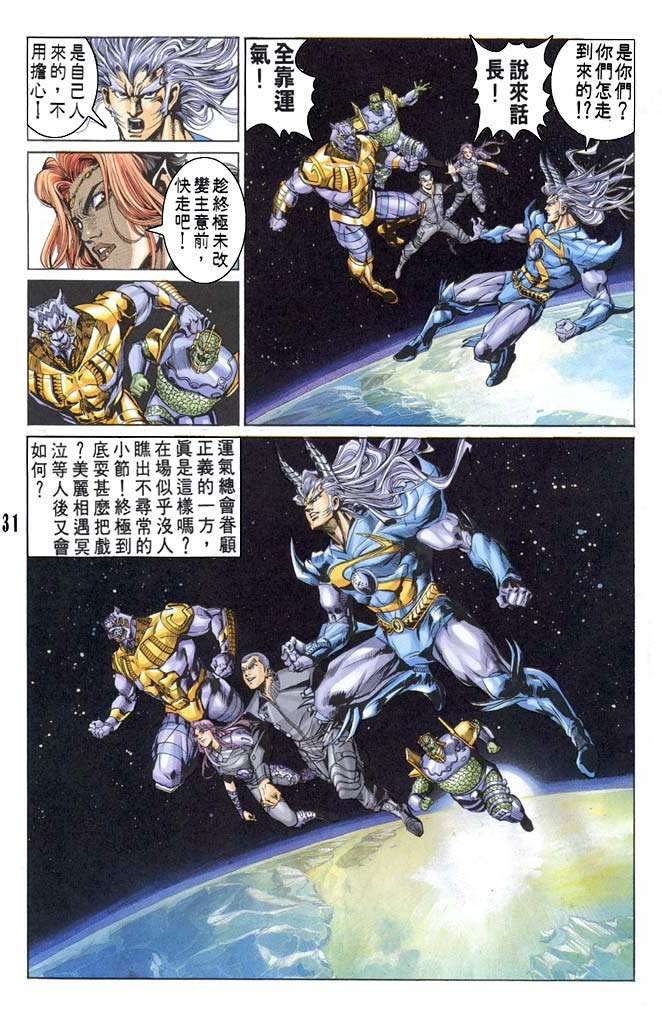 是你們？
你們怎走
到來的！？
說來話
長！
全靠運
氣！
是自己人
來的，不
用擔心！
趁終極未改
變主意前，
快走吧！
運氣總會眷顧
正義的一方，
真是這樣嗎？
在場似乎沒人
瞧出不尋常的
小節！終極到
底耍甚麼把戲
？美麗相遇冥
泣等人後又會
如何？
31